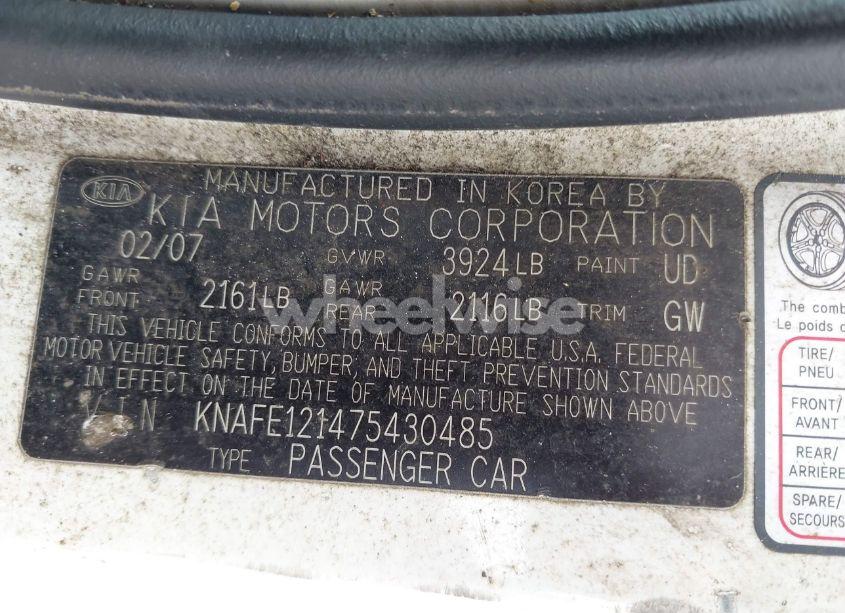 KIA
MANUFACTURED IN KOREA BY
KIA MOTORS CORPORATION
02/07 GVWR 3924LB PAINT UD
GAWR FRONT 2161LB GAWR REAR 2116LB TRIM GW
THIS VEHICLE CONFORMS TO ALL APPLICABLE U.S.A. FEDERAL
MOTOR VEHICLE SAFETY, BUMPER, AND THEFT PREVENTION STANDARDS
IN EFFECT ON THE DATE OF MANUFACTURE SHOWN ABOVE
VIN KNAFE121475430485
TYPE PASSENGER CAR
wheelwise
The comb
Le poids d
TIRE/
PNEU
FRONT/
AVANT
REAR/
ARRIÈRE
SPARE/
SECOURS